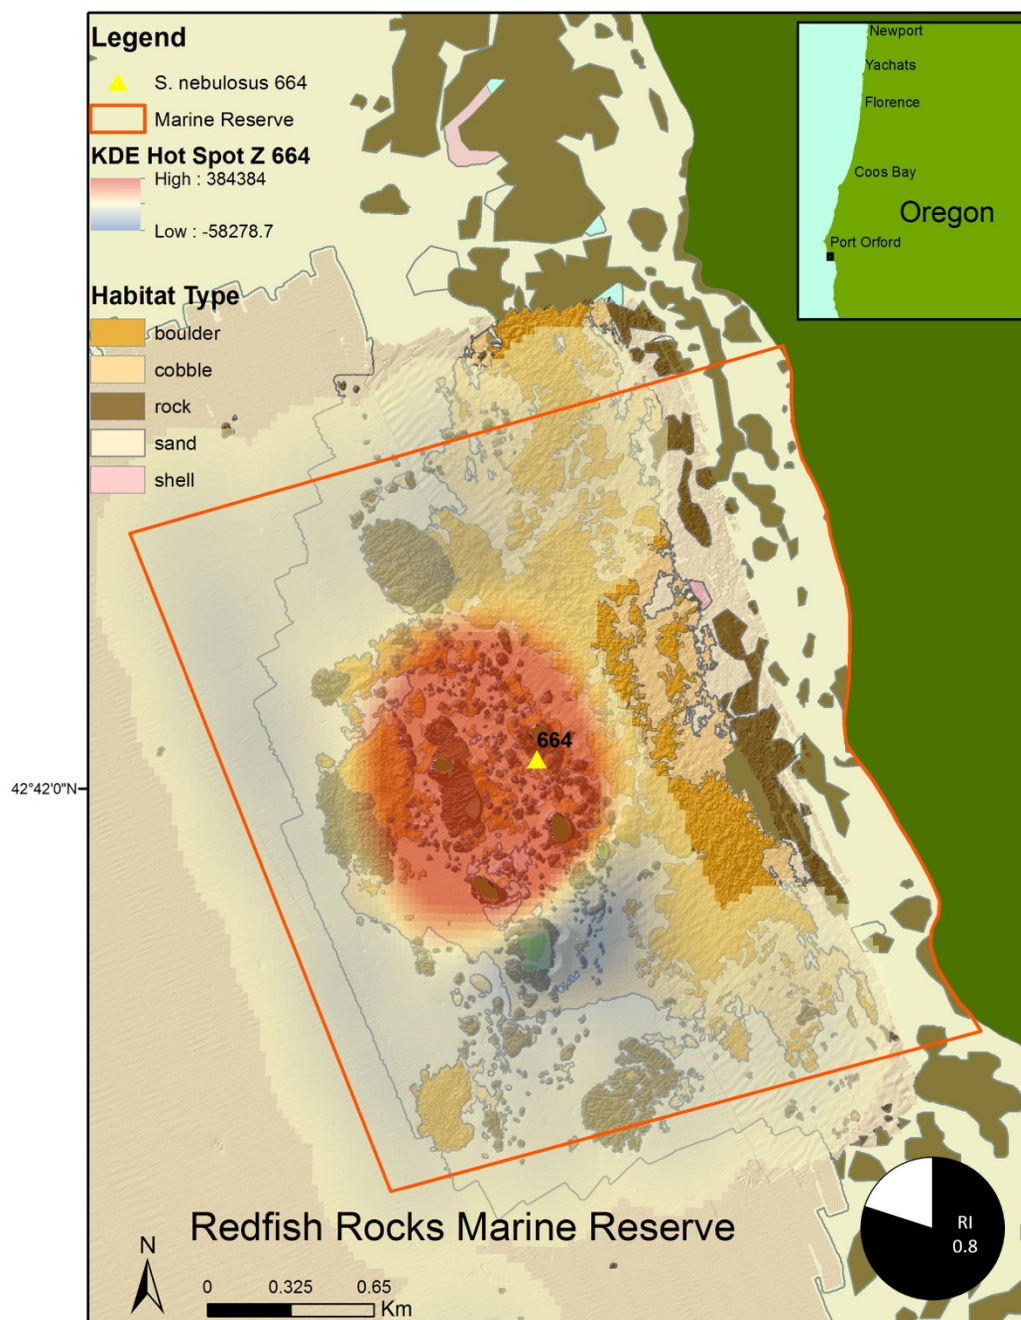 Legend
S. nebulosus 664
Marine Reserve
KDE Hot Spot Z 664
High : 384384
Low : -58278.7
Habitat Type
boulder
cobble
rock
sand
shell
Newport
Yachats
Florence
Coos Bay
Oregon
Port Orford
664
42°42'0"N
Redfish Rocks Marine Reserve
N
0 0.325 0.65
Km
RI
0.8